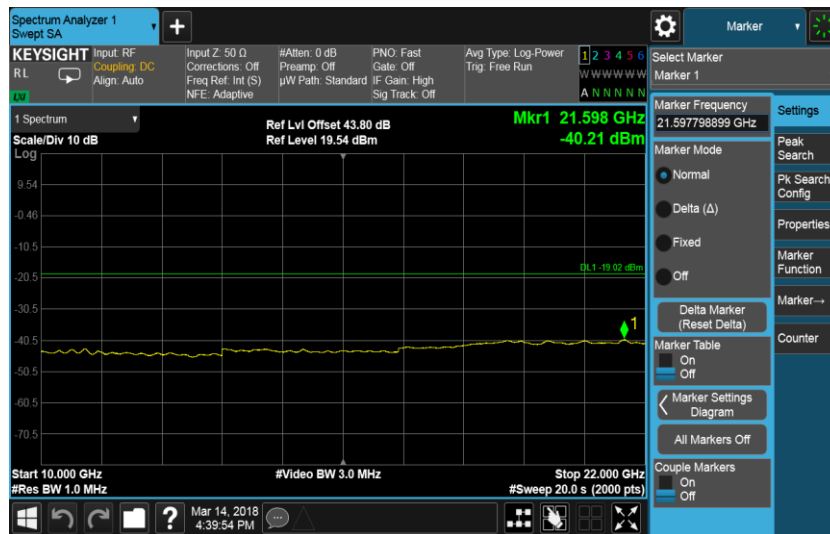 Spectrum Analyzer 1
Swept SA
+
Marker
KEYSIGHT
RL
LXI
Input: RF
Coupling: DC
Align: Auto
Input Z: 50 Ω
Corrections: Off
Freq Ref: Int (S)
NFE: Adaptive
#Atten: 0 dB
Preamp: Off
µW Path: Standard
PNO: Fast
Gate: Off
IF Gain: High
Sig Track: Off
Avg Type: Log-Power
Trig: Free Run
1 2 3 4 5 6
W W W W W W
A N N N N N
Select Marker
Marker 1
1 Spectrum
Scale/Div 10 dB
Log
Ref Lvl Offset 43.80 dB
Ref Level 19.54 dBm
Mkr1 21.598 GHz
-40.21 dBm
9.54
-0.46
-10.5
-20.5
-30.5
-40.5
-50.5
-60.5
-70.5
DL1 -19.02 dBm
1
Start 10.000 GHz
#Res BW 1.0 MHz
#Video BW 3.0 MHz
Stop 22.000 GHz
#Sweep 20.0 s (2000 pts)
Marker Frequency
21.597798899 GHz
Marker Mode
Normal
Delta (Δ)
Fixed
Off
Delta Marker
(Reset Delta)
Marker Table
On
Off
Marker Settings
Diagram
All Markers Off
Couple Markers
On
Off
Settings
Peak
Search
Pk Search
Config
Properties
Marker
Function
Marker→
Counter
?
Mar 14, 2018
4:39:54 PM